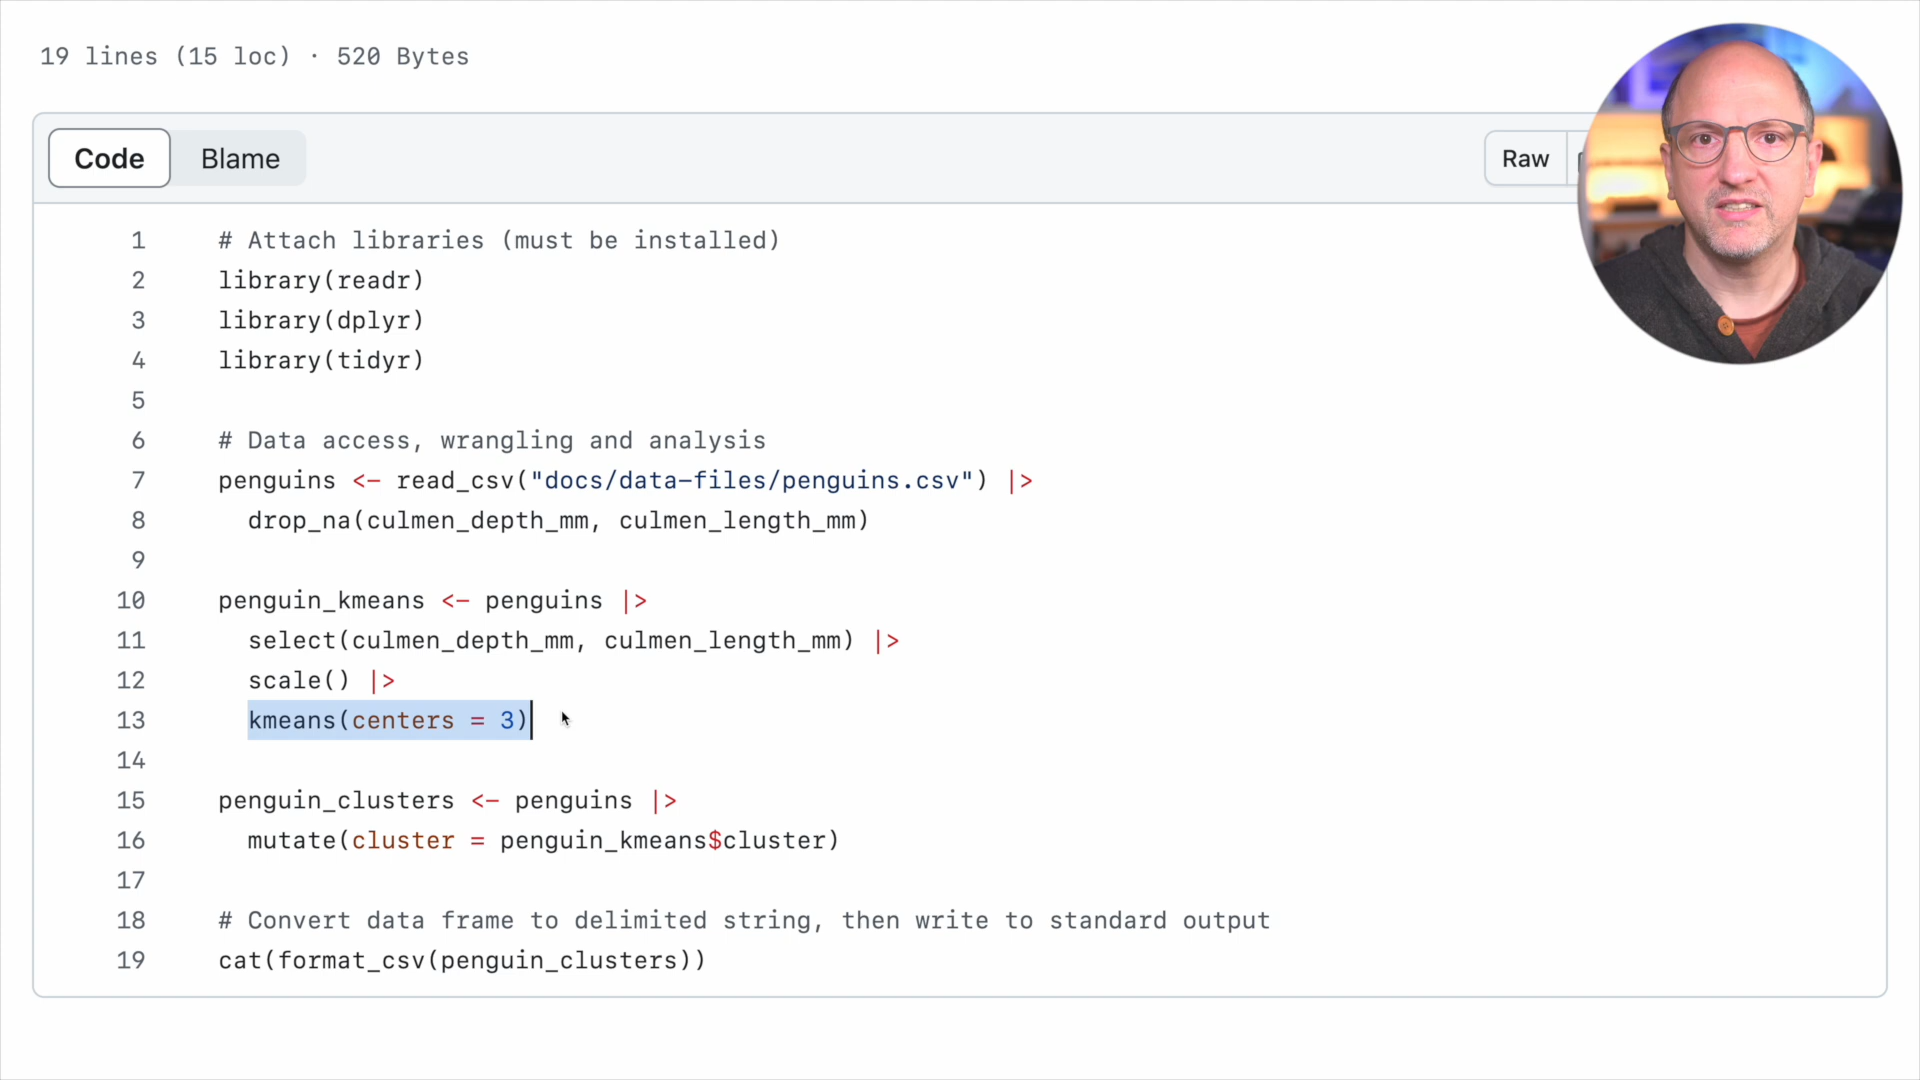 19 lines (15 loc) · 520 Bytes
Code Blame Raw
1 # Attach libraries (must be installed)
2 library(readr)
3 library(dplyr)
4 library(tidyr)
5
6 # Data access, wrangling and analysis
7 penguins <- read_csv("docs/data-files/penguins.csv") |>
8   drop_na(culmen_depth_mm, culmen_length_mm)
9
10 penguin_kmeans <- penguins |>
11   select(culmen_depth_mm, culmen_length_mm) |>
12   scale() |>
13   kmeans(centers = 3)
14
15 penguin_clusters <- penguins |>
16   mutate(cluster = penguin_kmeans$cluster)
17
18 # Convert data frame to delimited string, then write to standard output
19 cat(format_csv(penguin_clusters))